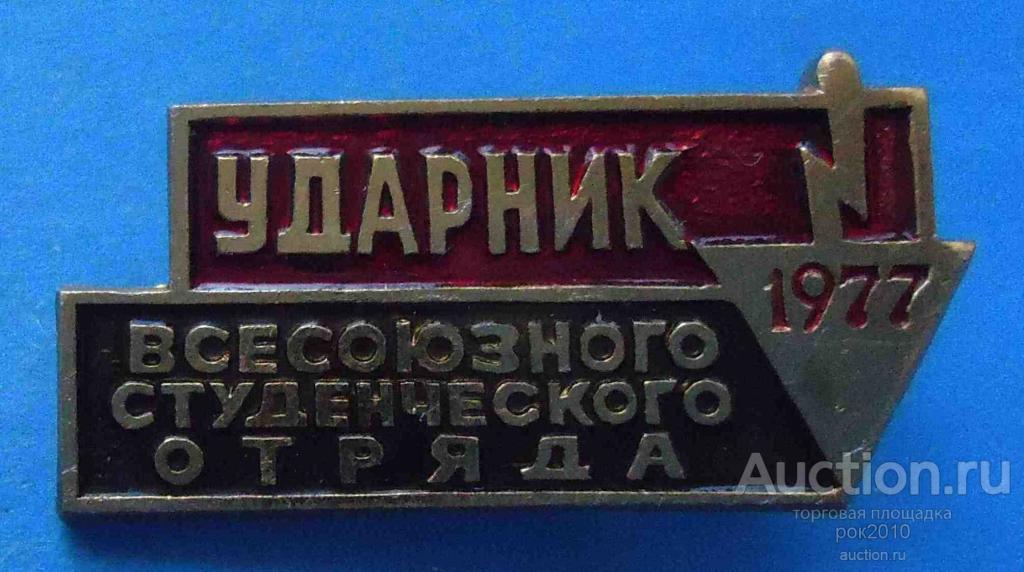 УДАРНИК
1977
ВСЕСОЮЗНОГО
СТУДЕНЧЕСКОГО
ОТРЯДА
Auction.ru
торговая площадка
рок2010
auction.ru